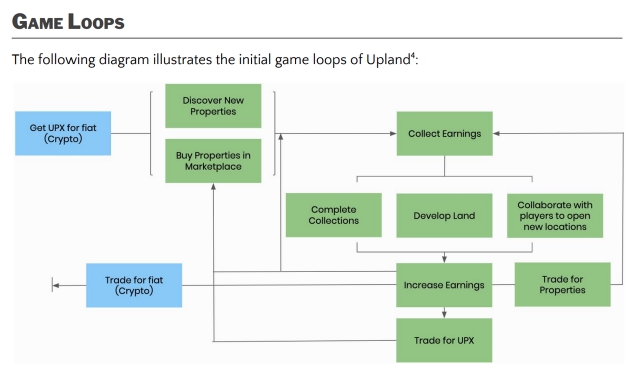 GAME LOOPS
The following diagram illustrates the initial game loops of Upland⁴:
Discover New
Properties
Get UPX for fiat
(Crypto)
Collect Earnings
Buy Properties in
Marketplace
Complete
Collections
Develop Land
Collaborate with
players to open
new locations
Trade for fiat
(Crypto)
Increase Earnings
Trade for
Properties
Trade for UPX